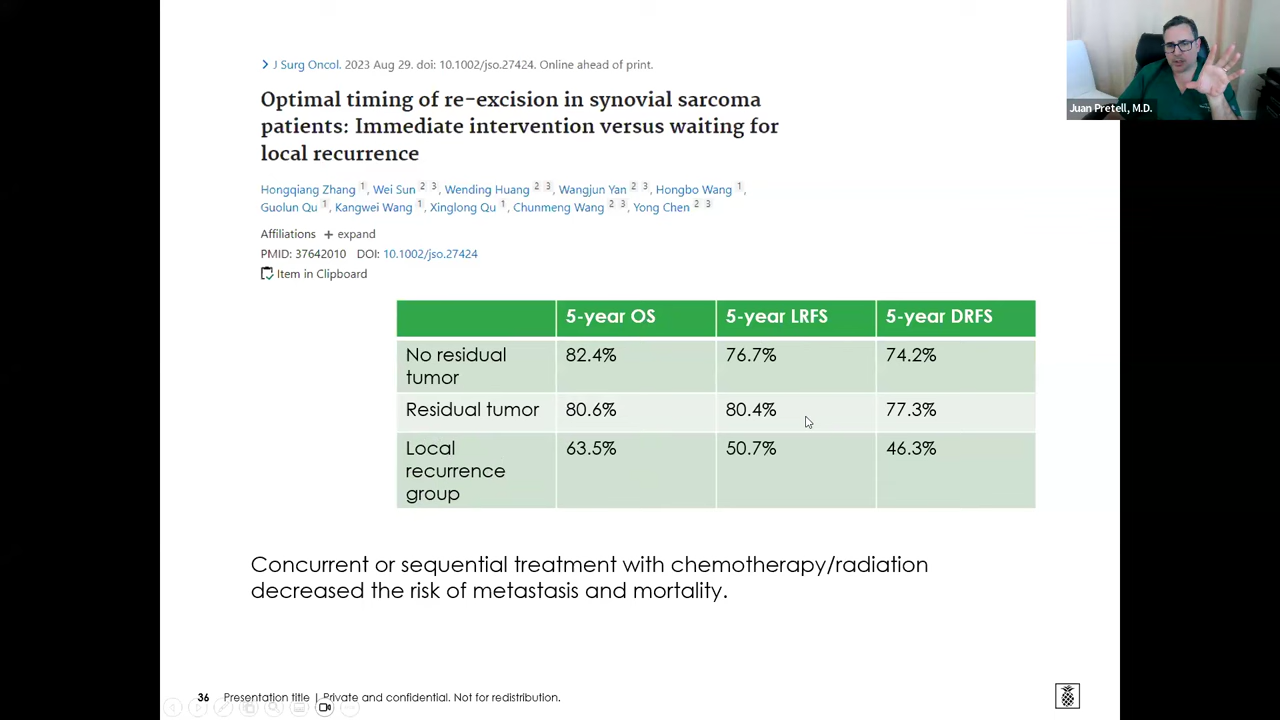 Juan Pretell, M.D.
J Surg Oncol. 2023 Aug 29. doi: 10.1002/jso.27424. Online ahead of print.
Optimal timing of re-excision in synovial sarcoma
patients: Immediate intervention versus waiting for
local recurrence
Hongqiang Zhang 1, Wei Sun 2 3, Wending Huang 2 3, Wangjun Yan 2 3, Hongbo Wang 1,
Guolun Qu 1, Kangwei Wang 1, Xinglong Qu 1, Chunmeng Wang 2 3, Yong Chen 2 3
Affiliations + expand
PMID: 37642010 DOI: 10.1002/jso.27424
Item in Clipboard
5-year OS 5-year LRFS 5-year DRFS
No residual
tumor
82.4% 76.7% 74.2%
Residual tumor 80.6% 80.4% 77.3%
Local
recurrence
group
63.5% 50.7% 46.3%
Concurrent or sequential treatment with chemotherapy/radiation
decreased the risk of metastasis and mortality.
36 Presentation title | Private and confidential. Not for redistribution.